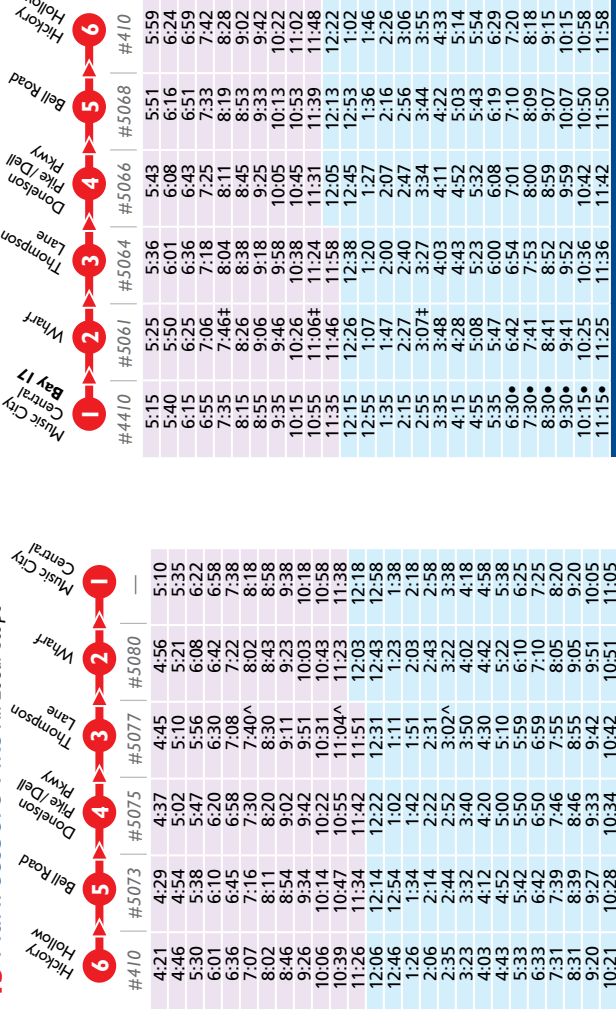 Hickory Hollow Bell Road Donelson Pike /Dell Pkwy Thompson Lane Wharf Music City Central
6 5 4 3 2 1
#410 #5073 #5075 #5077 #5080 —
4:21 4:29 4:37 4:45 4:56 5:10
4:46 4:54 5:02 5:10 5:21 5:35
5:30 5:38 5:47 5:56 6:08 6:22
6:01 6:10 6:20 6:30 6:42 6:58
6:36 6:45 6:58 7:08 7:22 7:38
7:07 7:16 7:30 7:40^ 8:02 8:18
8:02 8:11 8:20 8:30 8:43 8:58
8:46 8:54 9:02 9:11 9:23 9:38
9:26 9:34 9:42 9:51 10:03 10:18
10:06 10:14 10:22 10:31 10:43 10:58
10:39 10:47 10:55 11:04^ 11:23 11:38
11:26 11:34 11:42 11:51 12:03 12:18
12:06 12:14 12:22 12:31 12:43 12:58
12:46 12:54 1:02 1:11 1:23 1:38
1:26 1:34 1:42 1:51 2:03 2:18
2:06 2:14 2:22 2:31 2:43 2:58
2:35 2:44 2:52 3:02^ 3:22 3:38
3:23 3:32 3:40 3:50 4:02 4:18
4:03 4:12 4:20 4:30 4:42 4:58
4:43 4:52 5:00 5:10 5:22 5:38
5:33 5:42 5:50 5:59 6:10 6:25
6:33 6:42 6:50 6:59 7:10 7:25
7:31 7:39 7:46 7:55 8:05 8:20
8:31 8:39 8:46 8:55 9:05 9:20
9:20 9:27 9:33 9:42 9:51 10:05
10:21 10:28 10:34 10:42 10:51 11:05
Music City Central Bay 17 Wharf Thompson Lane Donelson Pike /Dell Pkwy Bell Road Hickory
1 2 3 4 5 6
#4410 #5061 #5064 #5066 #5068 #410
5:15 5:25 5:36 5:43 5:51 5:59
5:40 5:50 6:01 6:08 6:16 6:24
6:15 6:25 6:36 6:43 6:51 6:59
6:55 7:06 7:18 7:25 7:33 7:42
7:35 7:46‡ 8:04 8:11 8:19 8:28
8:15 8:26 8:38 8:45 8:53 9:02
8:55 9:06 9:18 9:25 9:33 9:42
9:35 9:46 9:58 10:05 10:13 10:22
10:15 10:26 10:38 10:45 10:53 11:02
10:55 11:06‡ 11:24 11:31 11:39 11:48
11:35 11:46 11:58 12:05 12:13 12:22
12:15 12:26 12:38 12:45 12:53 1:02
12:55 1:07 1:20 1:27 1:36 1:46
1:35 1:47 2:00 2:07 2:16 2:26
2:15 2:27 2:40 2:47 2:56 3:06
2:55 3:07‡ 3:27 3:34 3:44 3:55
3:35 3:48 4:03 4:11 4:22 4:33
4:15 4:28 4:43 4:52 5:03 5:14
4:55 5:08 5:23 5:32 5:43 5:54
5:35 5:47 6:00 6:08 6:19 6:29
6:30• 6:42 6:54 7:01 7:10 7:20
7:30• 7:41 7:53 8:00 8:09 8:18
8:30• 8:41 8:52 8:59 9:07 9:15
9:30• 9:41 9:52 9:59 10:07 10:15
10:15• 10:25 10:36 10:42 10:50 10:58
11:15• 11:25 11:36 11:42 11:50 11:58